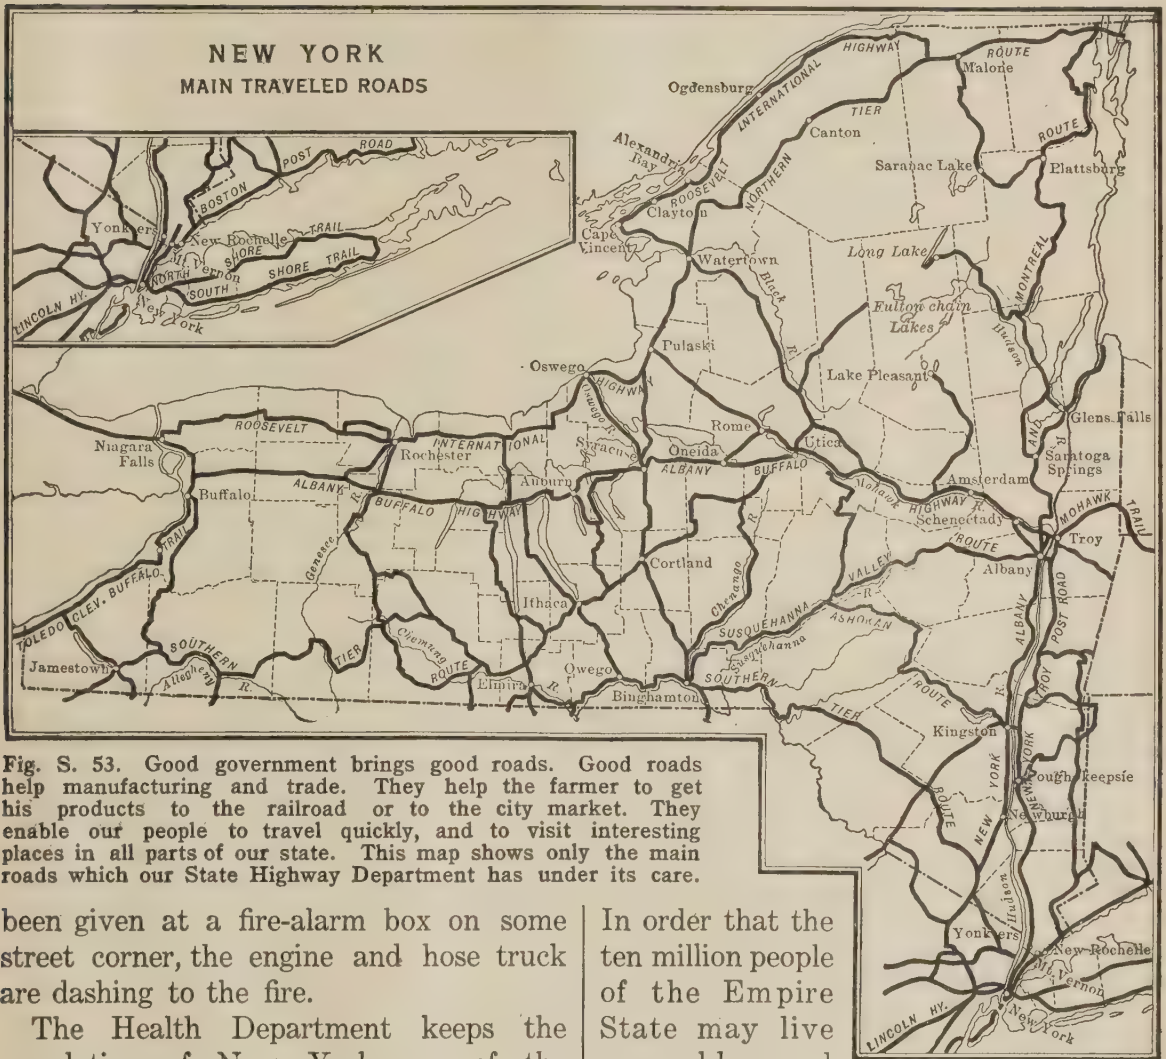 NEW YORK
MAIN TRAVELED ROADS
BOSTON POST ROAD
Yonkers
New Rochelle
Mt. Vernon
NORTH SHORE TRAIL
SOUTH SHORE TRAIL
LINCOLN HY.
New York
HIGHWAY
ROUTE
Malone
Ogdensburg
INTERNATIONAL
TIER
Canton
ROUTE
Alexandria
Bay
Saranac Lake
Plattsburg
ROOSEVELT
NORTHERN
Clayton
Cape
Vincent
Long Lake
MONTREAL
Watertown
Black
R.
Fulton chain
Lakes
Hudson
Pulaski
Oswego
HIGHWAY
Lake Pleasant
Oswego R.
Glens Falls
ROOSEVELT
INTERNATIONAL
Rome
Utica
AND
R.
Niagara
Falls
Rochester
Syracuse
Oneida
Saratoga
Springs
ALBANY
BUFFALO
Auburn
Amsterdam
Buffalo
ALBANY
R.
BUFFALO
HIGHWAY
Mohawk
HIGHWAY
R.
MOHAWK
TRAIL
Schenectady
Troy
TRAIL
Genesee
Cortland
R.
ROUTE
Albany
VALLEY
R.
TOLEDO CLEV. BUFFALO
Ithaca
Chenango
SUSQUEHANNA
ASHOKAN
ALBANY
POST ROAD
Susquehanna
SOUTHERN
TIER
Chemung
ROUTE
Jamestown
Allegheny
R.
Elmira
R.
Owego
Binghamton
SOUTHERN
TIER
ROUTE
R.
TROY
Kingston
ROUTE
NEW YORK
NEW YORK
Poughkeepsie
Newburgh
Hudson
Yonkers
New Rochelle
Mt. Vernon
LINCOLN HY.
New York
Fig. S. 53. Good government brings good roads. Good roads
help manufacturing and trade. They help the farmer to get
his products to the railroad or to the city market. They
enable our people to travel quickly, and to visit interesting
places in all parts of our state. This map shows only the main
roads which our State Highway Department has under its care.
been given at a fire-alarm box on some
street corner, the engine and hose truck
are dashing to the fire.
The Health Department keeps the
In order that the
ten million people
of the Empire
State may live